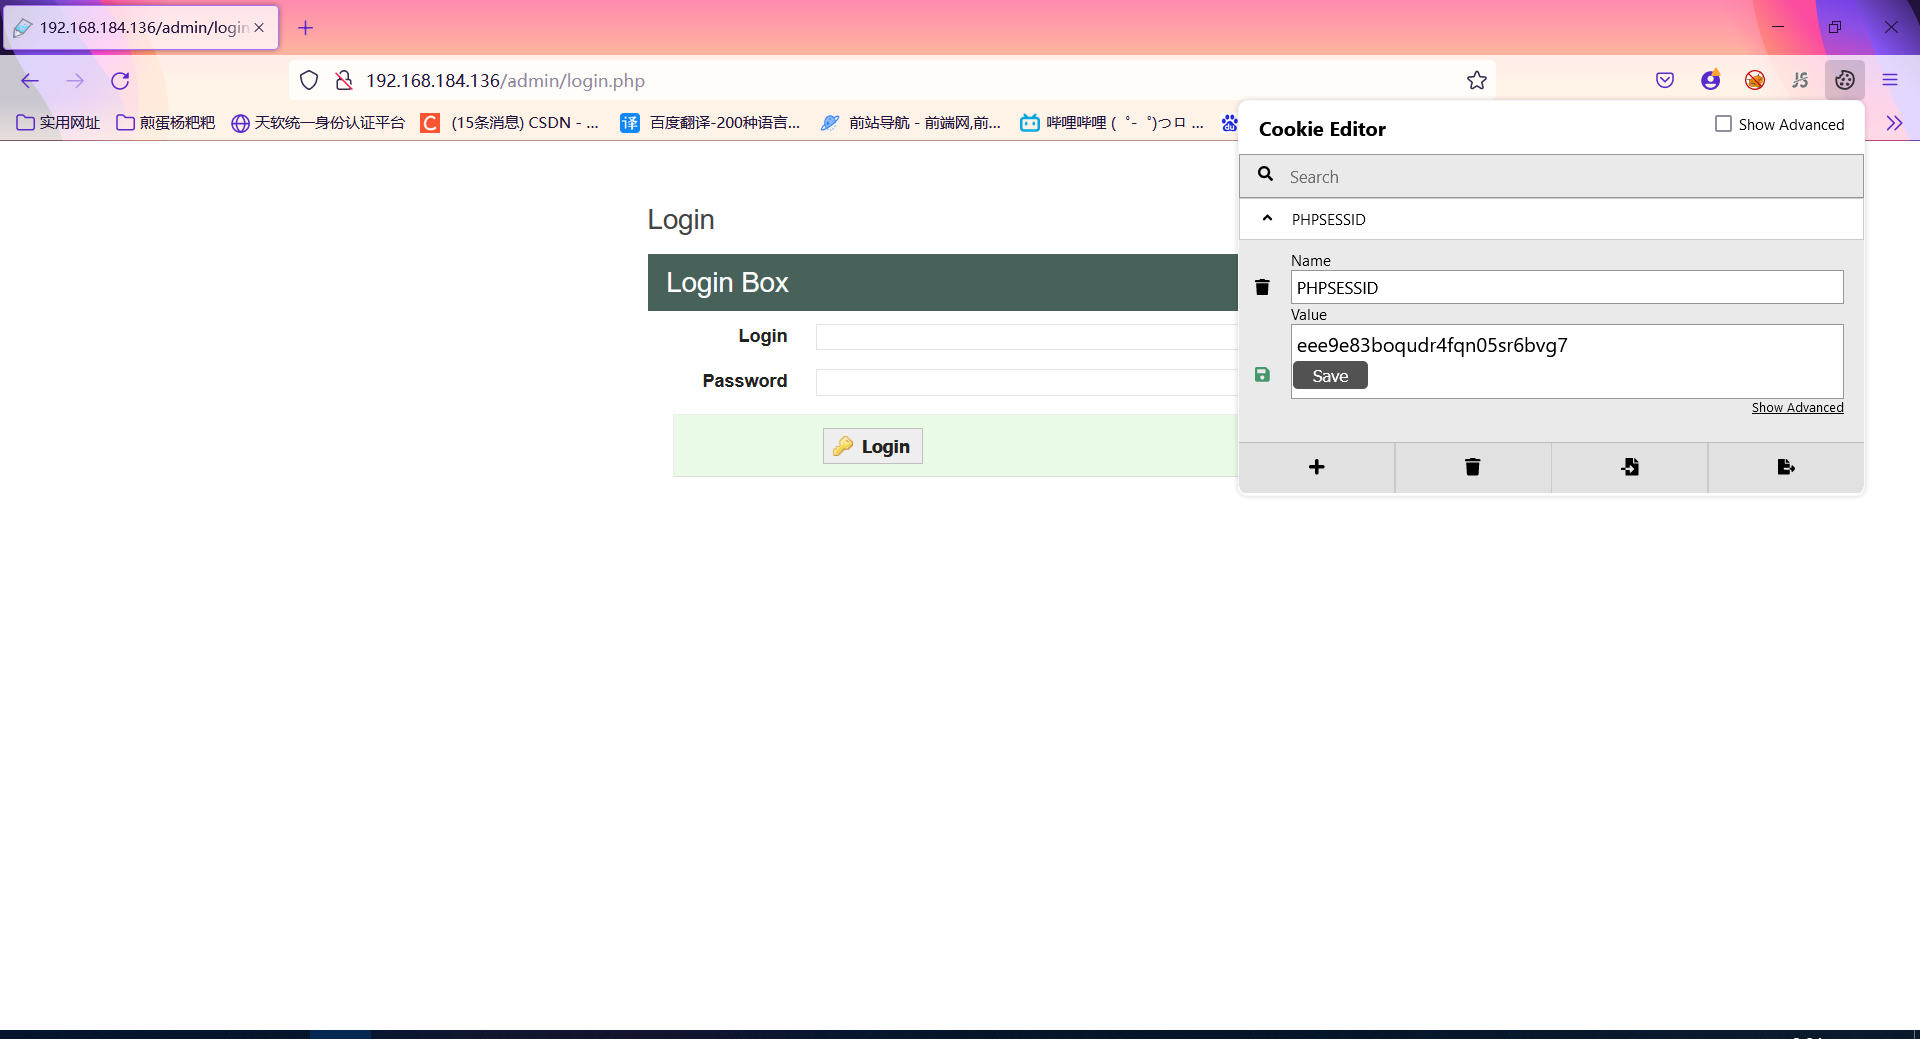 192.168.184.136/admin/login
192.168.184.136/admin/login.php
实用网址
煎蛋杨粑粑
天软统一身份认证平台
C
(15条消息) CSDN - ...
译
百度翻译-200种语言...
前站导航 - 前端网,前...
哔哩哔哩 ( ゜- ゜)つロ ...
du
JS
Cookie Editor
Show Advanced
Search
PHPSESSID
Name
PHPSESSID
Value
eee9e83boqudr4fqn05sr6bvg7
Save
Show Advanced
Login
Login Box
Login
Password
Login